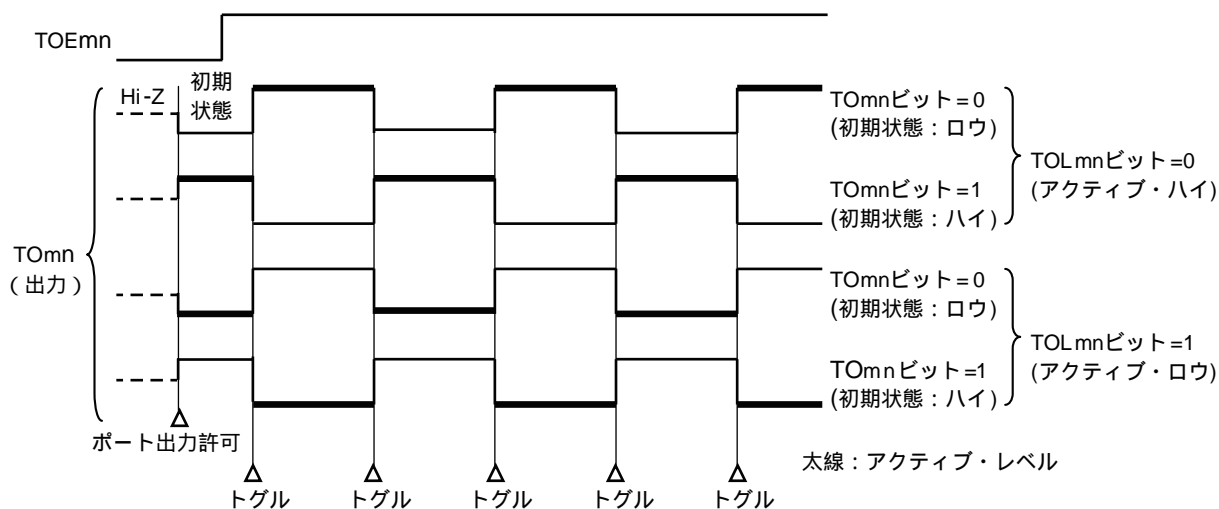 TOEmn
Hi-Z
初期
状態
TOmnビット=0
(初期状態：ロウ)
TOLmnビット=0
(アクティブ・ハイ)
TOmnビット=1
(初期状態：ハイ)
TOmn
（出力）
TOmnビット=0
(初期状態：ロウ)
TOLmnビット=1
(アクティブ・ロウ)
TOmnビット=1
(初期状態：ハイ)
ポート出力許可
太線：アクティブ・レベル
トグル
トグル
トグル
トグル
トグル